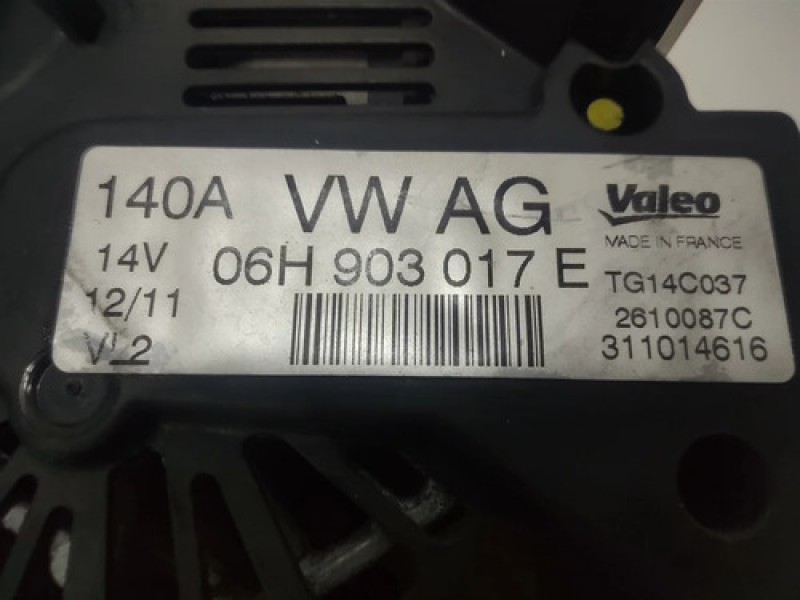 140A VW AG Valeo
MADE IN FRANCE
14V 06H 903 017 E TG14C037
12/11 2610087C
311014616